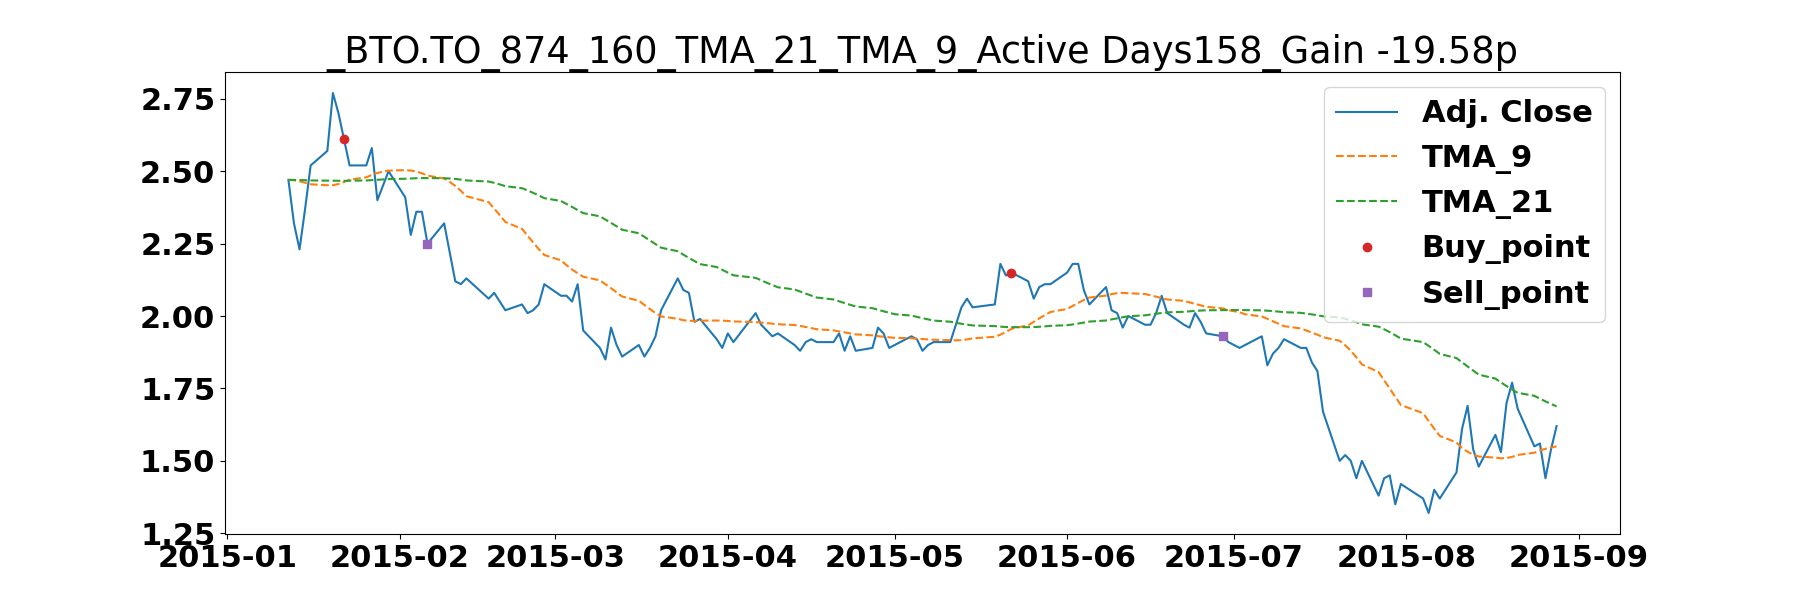 _BTO.TO_874_160_TMA_21_TMA_9_Active Days158_Gain -19.58p
2.75
2.50
2.25
2.00
1.75
1.50
1.25
Adj. Close
TMA_9
TMA_21
Buy_point
Sell_point
2015-01 2015-02 2015-03 2015-04 2015-05 2015-06 2015-07 2015-08 2015-09